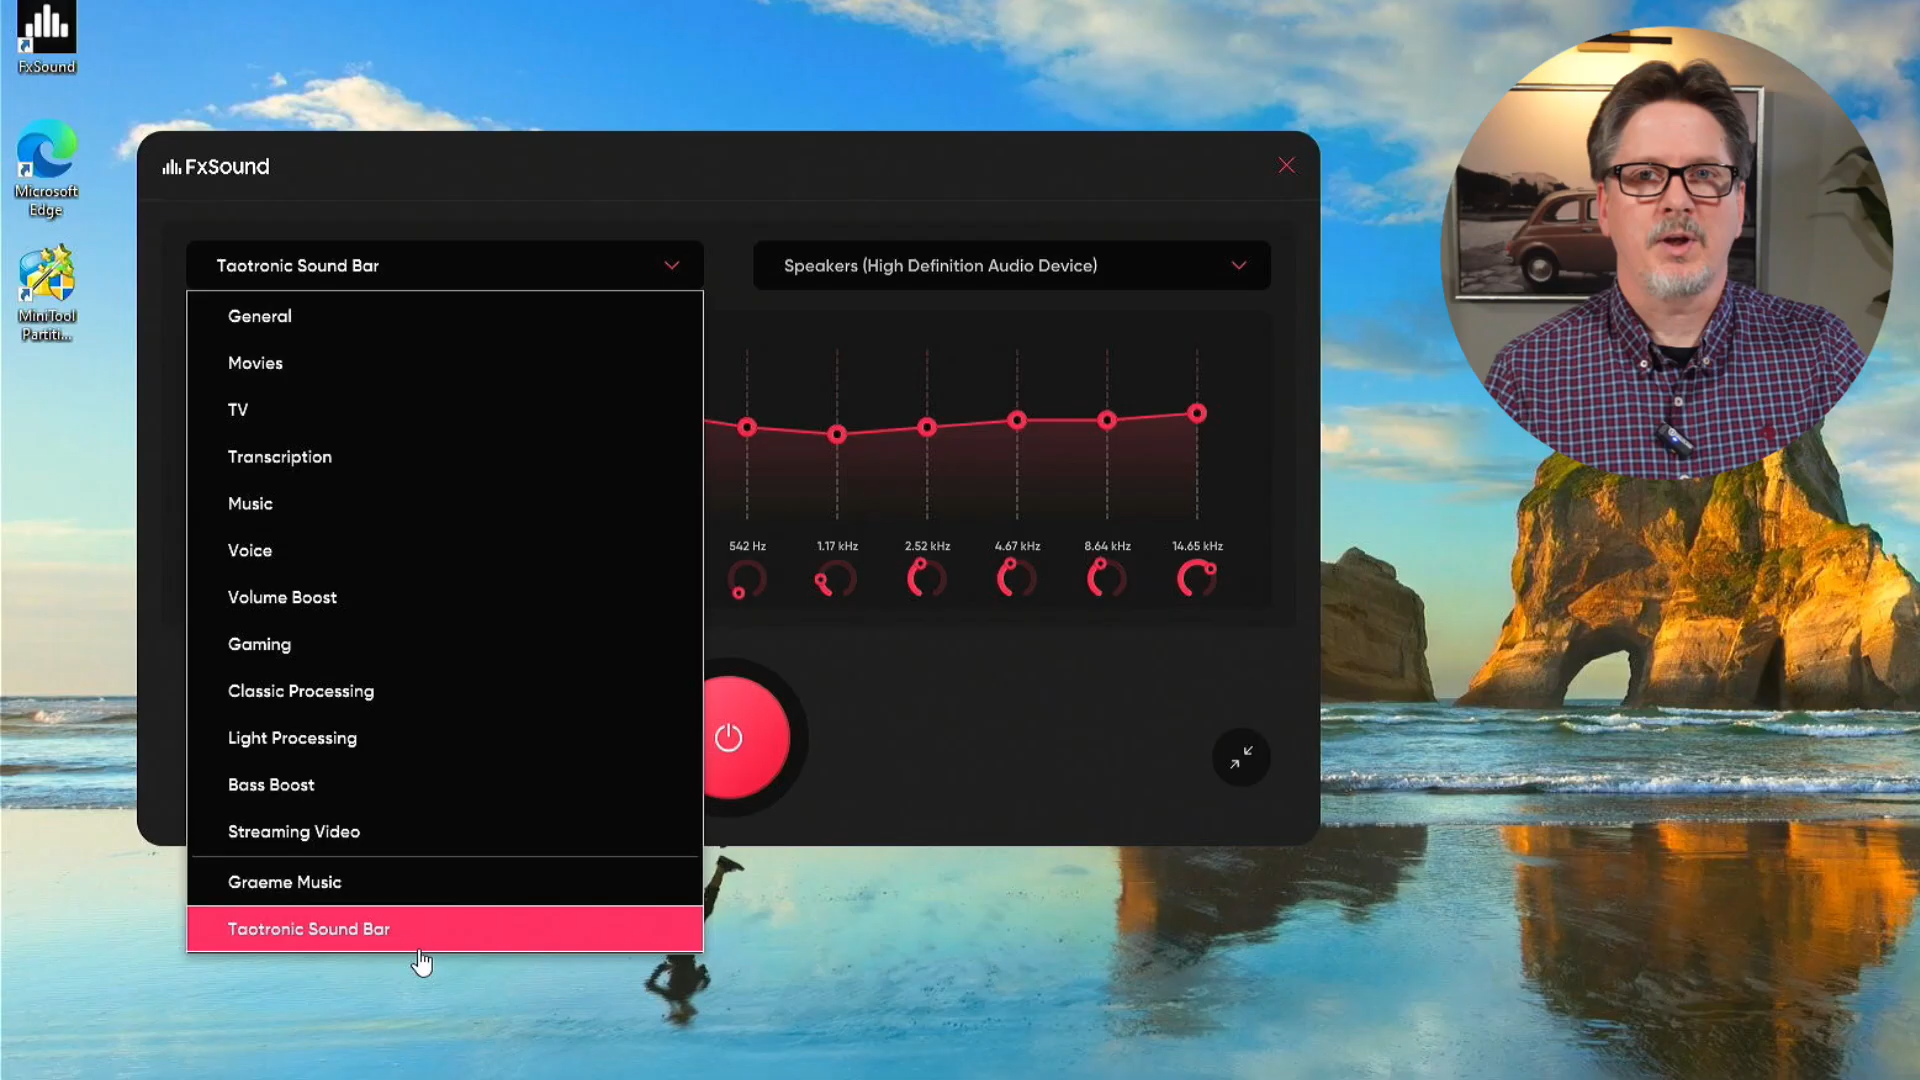 FxSound
Microsoft
Edge
MiniTool
Partiti...
FxSound
Taotronic Sound Bar
Speakers (High Definition Audio Device)
General
Movies
TV
Transcription
Music
Voice
Volume Boost
Gaming
Classic Processing
Light Processing
Bass Boost
Streaming Video
Graeme Music
Taotronic Sound Bar
542 Hz
1.17 kHz
2.52 kHz
4.67 kHz
8.64 kHz
14.65 kHz